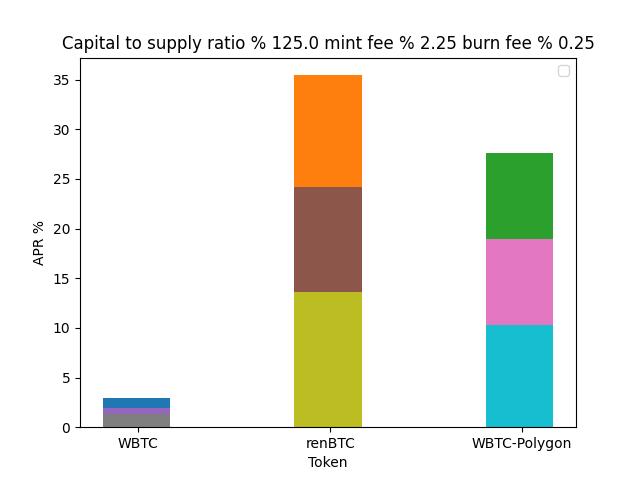 Capital to supply ratio % 125.0 mint fee % 2.25 burn fee % 0.25
35
30
25
20
15
10
5
0
APR %
WBTC renBTC WBTC-Polygon
Token